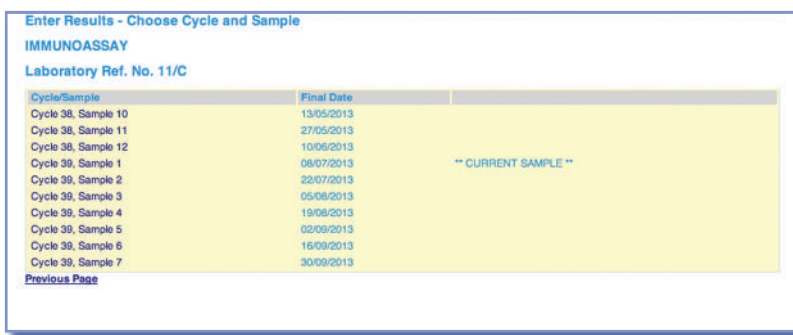 Enter Results - Choose Cycle and Sample
IMMUNOASSAY
Laboratory Ref. No. 11/C
Cycle/Sample Final Date
Cycle 38, Sample 10 13/05/2013
Cycle 38, Sample 11 27/05/2013
Cycle 38, Sample 12 10/06/2013
Cycle 39, Sample 1 08/07/2013 ** CURRENT SAMPLE **
Cycle 39, Sample 2 22/07/2013
Cycle 39, Sample 3 05/08/2013
Cycle 39, Sample 4 19/08/2013
Cycle 39, Sample 5 02/09/2013
Cycle 39, Sample 6 16/09/2013
Cycle 39, Sample 7 30/09/2013
Previous Page